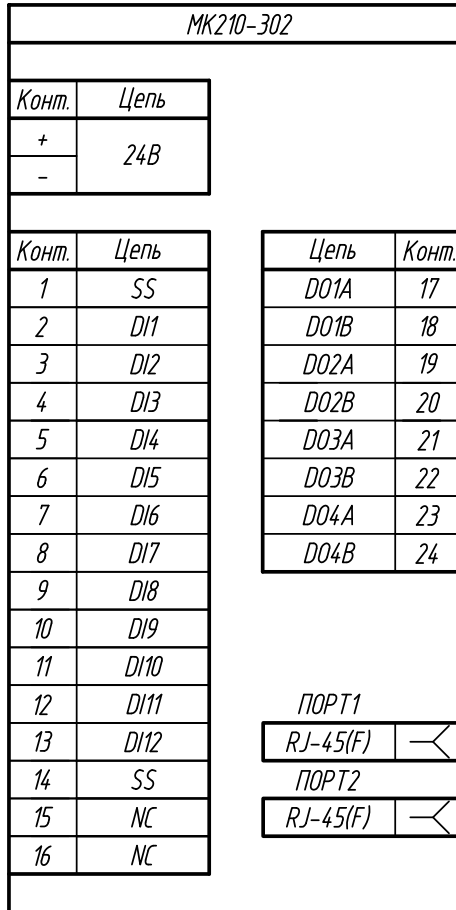 МК210-302
Конт. Цепь
+ 24В
-
Конт. Цепь
1 SS
2 DI1
3 DI2
4 DI3
5 DI4
6 DI5
7 DI6
8 DI7
9 DI8
10 DI9
11 DI10
12 DI11
13 DI12
14 SS
15 NC
16 NC
Цепь Конт.
DO1A 17
DO1B 18
DO2A 19
DO2B 20
DO3A 21
DO3B 22
DO4A 23
DO4B 24
ПОРТ1
RJ-45(F)
ПОРТ2
RJ-45(F)